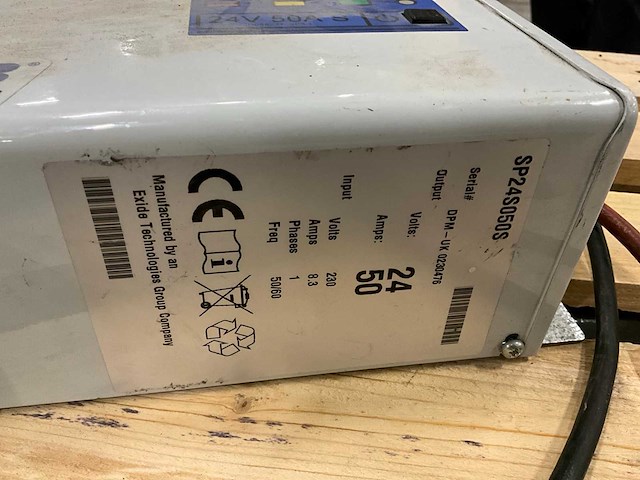 24V 50A
SP24S050S
Serial# DPM - UK 0230476
Output
Volts: 24
Amps: 50
Input
Volts 230
Amps 8.3
Phases 1
Freq 50/60
CE
i
Manufactured by an
Exide Technologies Group Company